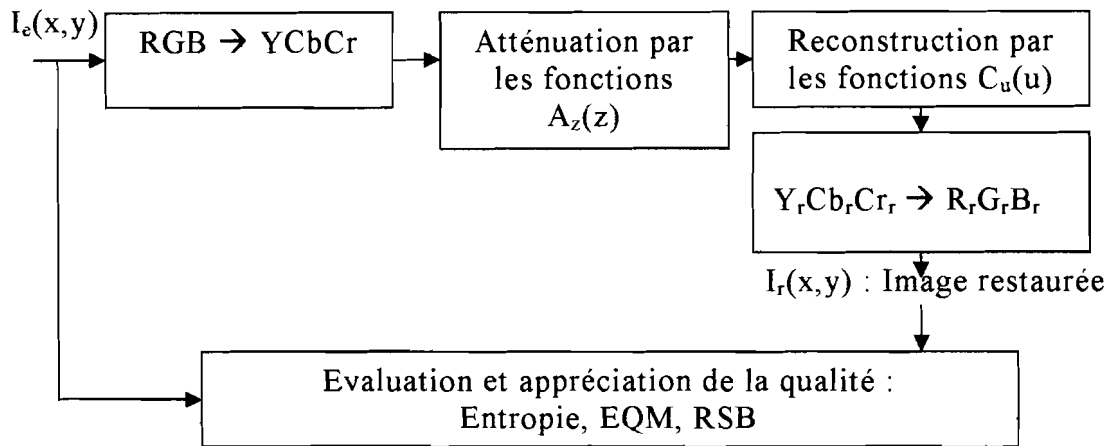 I_e(x,y)
RGB → YCbCr
Atténuation par
les fonctions
A_z(z)
Reconstruction par
les fonctions C_u(u)
Y_rCb_rCr_r → R_rG_rB_r
I_r(x,y) : Image restaurée
Evaluation et appréciation de la qualité :
Entropie, EQM, RSB